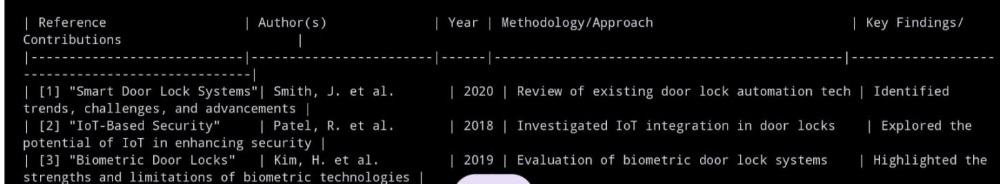 | Reference | Author(s) | Year | Methodology/Approach | Key Findings/
Contributions |
|----------------------------|------------------------|------|----------------------------------------------|-------------------
------------------------------|
| [1] "Smart Door Lock Systems"| Smith, J. et al. | 2020 | Review of existing door lock automation tech | Identified
trends, challenges, and advancements |
| [2] "IoT-Based Security" | Patel, R. et al. | 2018 | Investigated IoT integration in door locks | Explored the
potential of IoT in enhancing security |
| [3] "Biometric Door Locks" | Kim, H. et al. | 2019 | Evaluation of biometric door lock systems | Highlighted the
strengths and limitations of biometric technologies |